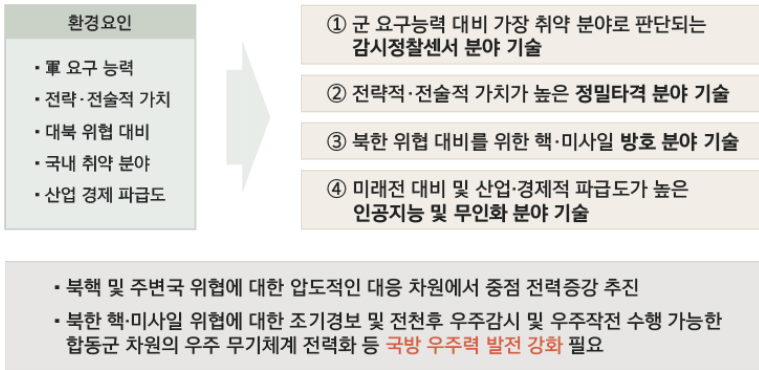 환경요인
▪ 軍 요구 능력
▪ 전략·전술적 가치
▪ 대북 위협 대비
▪ 국내 취약 분야
▪ 산업 경제 파급도
① 군 요구능력 대비 가장 취약 분야로 판단되는
감시정찰센서 분야 기술
② 전략적·전술적 가치가 높은 정밀타격 분야 기술
③ 북한 위협 대비를 위한 핵·미사일 방호 분야 기술
④ 미래전 대비 및 산업·경제적 파급도가 높은
인공지능 및 무인화 분야 기술
▪ 북핵 및 주변국 위협에 대한 압도적인 대응 차원에서 중점 전력증강 추진
▪ 북한 핵·미사일 위협에 대한 조기경보 및 전천후 우주감시 및 우주작전 수행 가능한
합동군 차원의 우주 무기체계 전력화 등 국방 우주력 발전 강화 필요